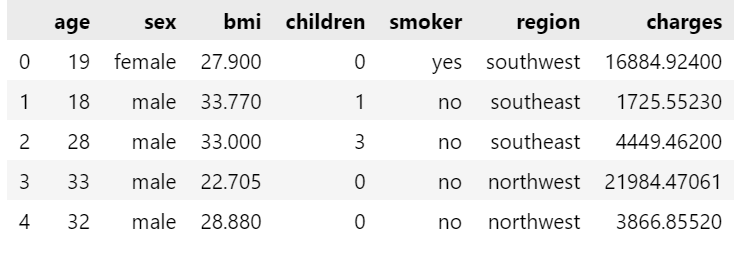 age sex bmi children smoker region charges
0 19 female 27.900 0 yes southwest 16884.92400
1 18 male 33.770 1 no southeast 1725.55230
2 28 male 33.000 3 no southeast 4449.46200
3 33 male 22.705 0 no northwest 21984.47061
4 32 male 28.880 0 no northwest 3866.85520